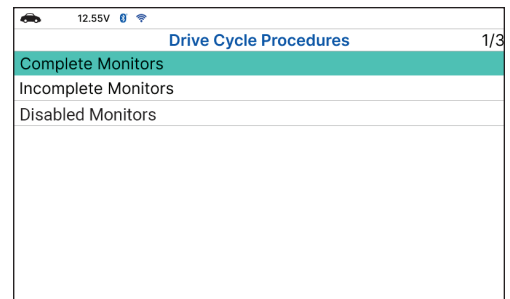 12.55V
Drive Cycle Procedures 1/3
Complete Monitors
Incomplete Monitors
Disabled Monitors